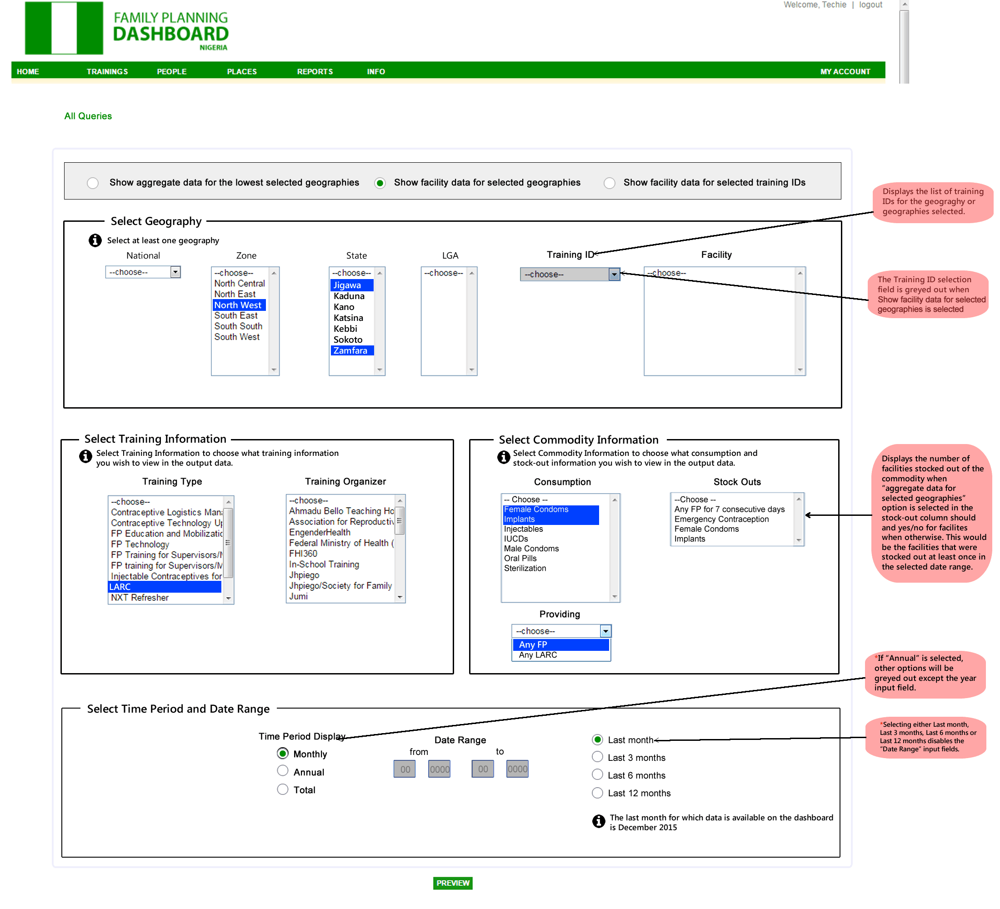 Welcome, Techie | logout
FAMILY PLANNING
DASHBOARD
NIGERIA
HOME TRAININGS PEOPLE PLACES REPORTS INFO MY ACCOUNT
All Queries
Show aggregate data for the lowest selected geographies Show facility data for selected geographies Show facility data for selected training IDs
Displays the list of training
IDs for the geograghy or
geographies selected.
Select Geography
Select at least one geography
National
--choose--
Zone
--choose--
North Central
North East
North West
South East
South South
South West
State
--choose--
Jigawa
Kaduna
Kano
Katsina
Kebbi
Sokoto
Zamfara
LGA
--choose--
Training ID
--choose--
Facility
--choose--
The Training ID selection
field is greyed out when
Show facility data for selected
geographies is selected
Select Training Information
Select Training Information to choose what training information
you wish to view in the output data.
Training Type
--choose--
Contraceptive Logistics Man
Contraceptive Technology U
FP Education and Mobilizatic
FP Technology
FP Training for Supervisors/
FP training for Supervisors/M
Injectable Contraceptives for
LARC
NXT Refresher
Training Organizer
--choose--
Ahmadu Bello Teaching Ho
Association for Reproductiv
EngenderHealth
Federal Ministry of Health (
FHI360
In-School Training
Jhpiego
Jhpiego/Society for Family
Jumi
Select Commodity Information
Select Commodity Information to choose what consumption and
stock-out information you wish to view in the output data.
Consumption
-- Choose --
Female Condoms
Implants
Injectables
IUCDs
Male Condoms
Oral Pills
Sterilization
Stock Outs
--Choose --
Any FP for 7 consecutive days
Emergency Contraception
Female Condoms
Implants
Providing
--choose--
Any FP
Any LARC
Displays the number of
facilities stocked out of the
commodity when
“aggregate data for
selected geographies”
option is selected in the
stock-out column should
and yes/no for facilites
when otherwise. This would
be the facilities that were
stocked out at least once in
the selected date range.
*If “Annual” is selected,
other options will be
greyed out except the year
input field.
Select Time Period and Date Range
Time Period Display
Monthly
Annual
Total
Date Range
from to
00 0000 00 0000
Last month
Last 3 months
Last 6 months
Last 12 months
The last month for which data is available on the dashboard
is December 2015
*Selecting either Last month,
Last 3 months, Last 6 months or
Last 12 months disables the
“Date Range” input fields.
PREVIEW